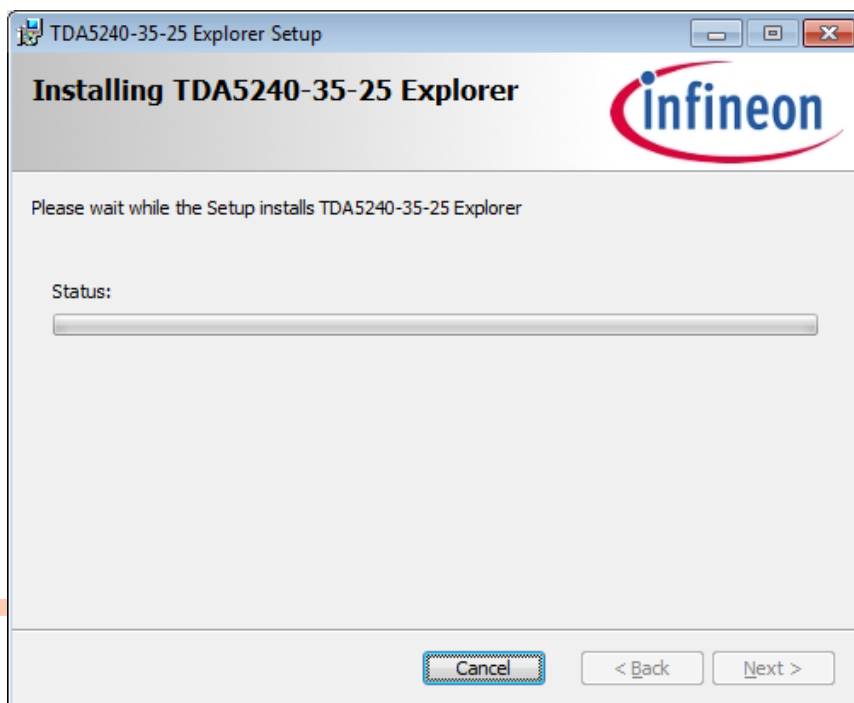 TDA5240-35-25 Explorer Setup
Installing TDA5240-35-25 Explorer
infineon
Please wait while the Setup installs TDA5240-35-25 Explorer
Status:
Cancel
< Back
Next >